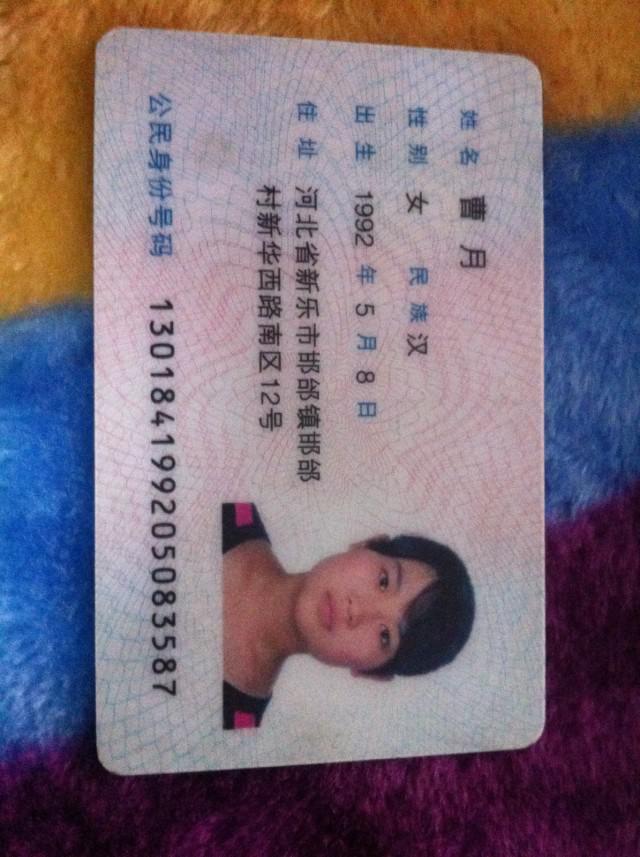 姓名 曹月
性别 女 民族 汉
出生 1992 年 5 月 8 日
住址 河北省新乐市邯邰镇邯邰
村新华西路南区12号
公民身份号码 130184199205083587